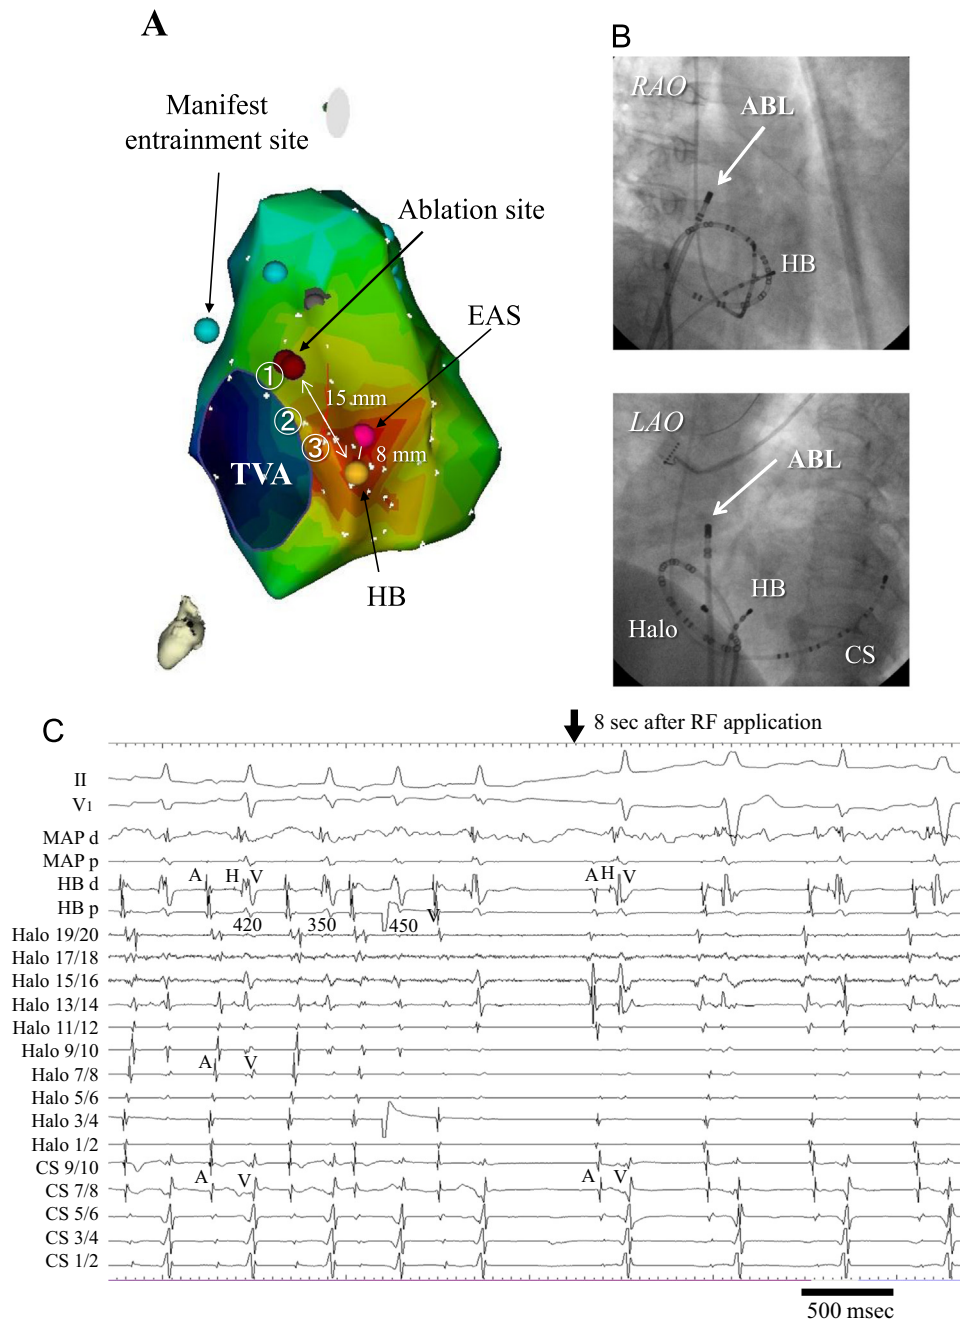 A
Manifest
entrainment site
Ablation site
EAS
①
②
③
15 mm
8 mm
TVA
HB
B
RAO
ABL
HB
LAO
ABL
HB
Halo
CS
C
8 sec after RF application
II
V1
MAP d
MAP p
HB d
A H V
A H V
HB p
420 350 450 V
Halo 19/20
Halo 17/18
Halo 15/16
Halo 13/14
Halo 11/12
Halo 9/10
A V
Halo 7/8
Halo 5/6
Halo 3/4
Halo 1/2
CS 9/10
A V
A V
CS 7/8
CS 5/6
CS 3/4
CS 1/2
500 msec